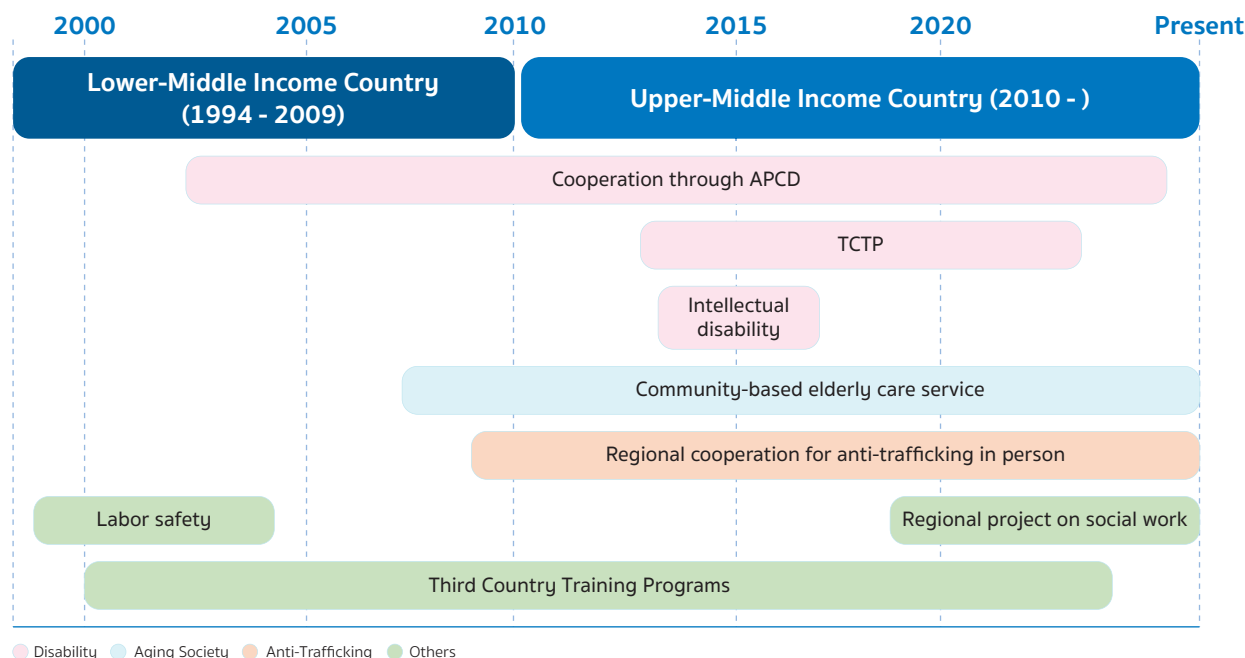 2000 2005 2010 2015 2020 Present
Lower-Middle Income Country
(1994 - 2009)
Upper-Middle Income Country (2010 - )
Cooperation through APCD
TCTP
Intellectual
disability
Community-based elderly care service
Regional cooperation for anti-trafficking in person
Labor safety
Regional project on social work
Third Country Training Programs
Disability Aging Society Anti-Trafficking Others